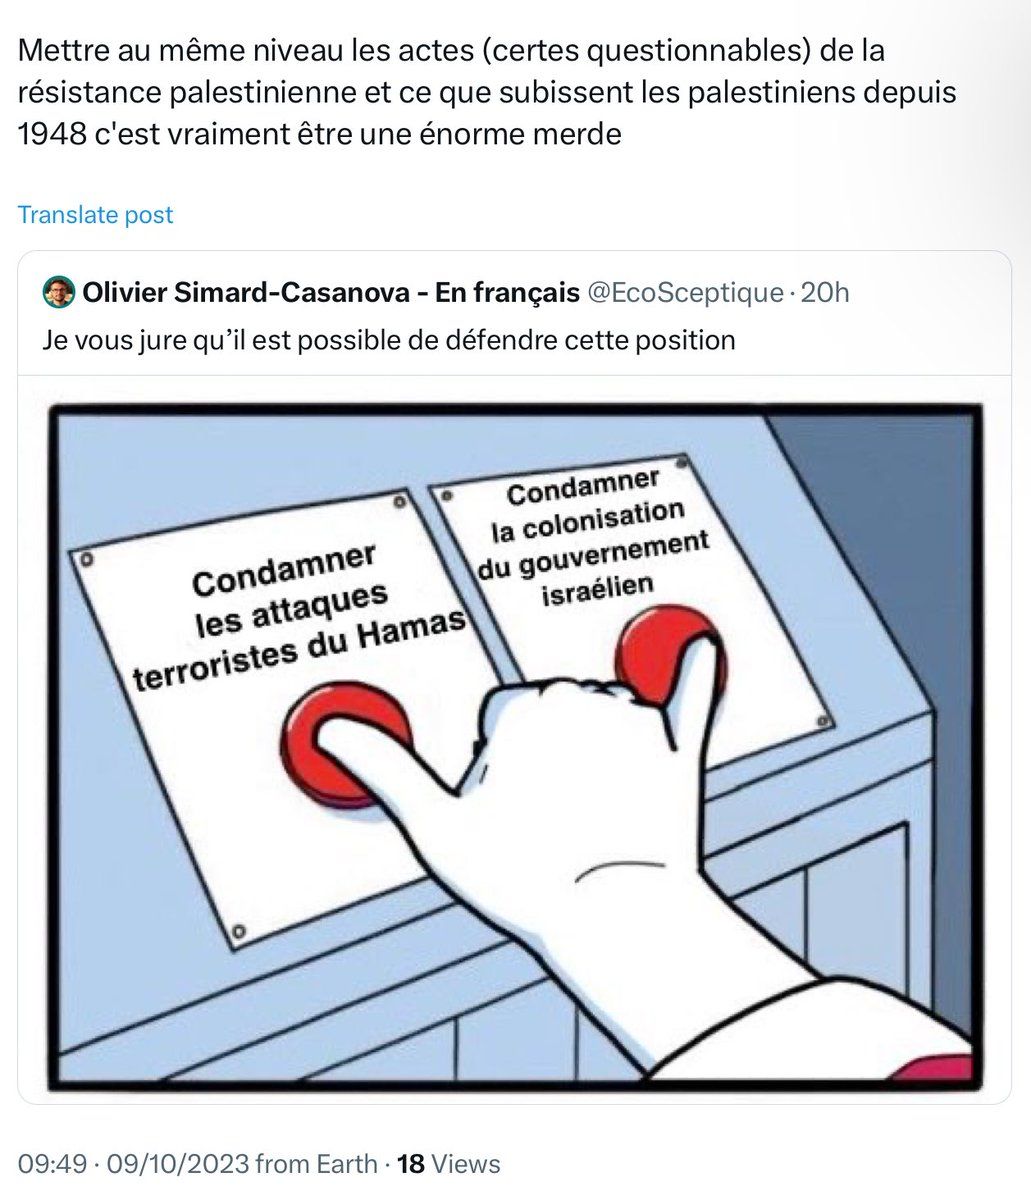 Mettre au même niveau les actes (certes questionnables) de la
résistance palestinienne et ce que subissent les palestiniens depuis
1948 c'est vraiment être une énorme merde
Translate post
Olivier Simard-Casanova - En français @EcoSceptique · 20h
Je vous jure qu’il est possible de défendre cette position
Condamner
les attaques
terroristes du Hamas
Condamner
la colonisation
du gouvernement
israélien
09:49 · 09/10/2023 from Earth · 18 Views